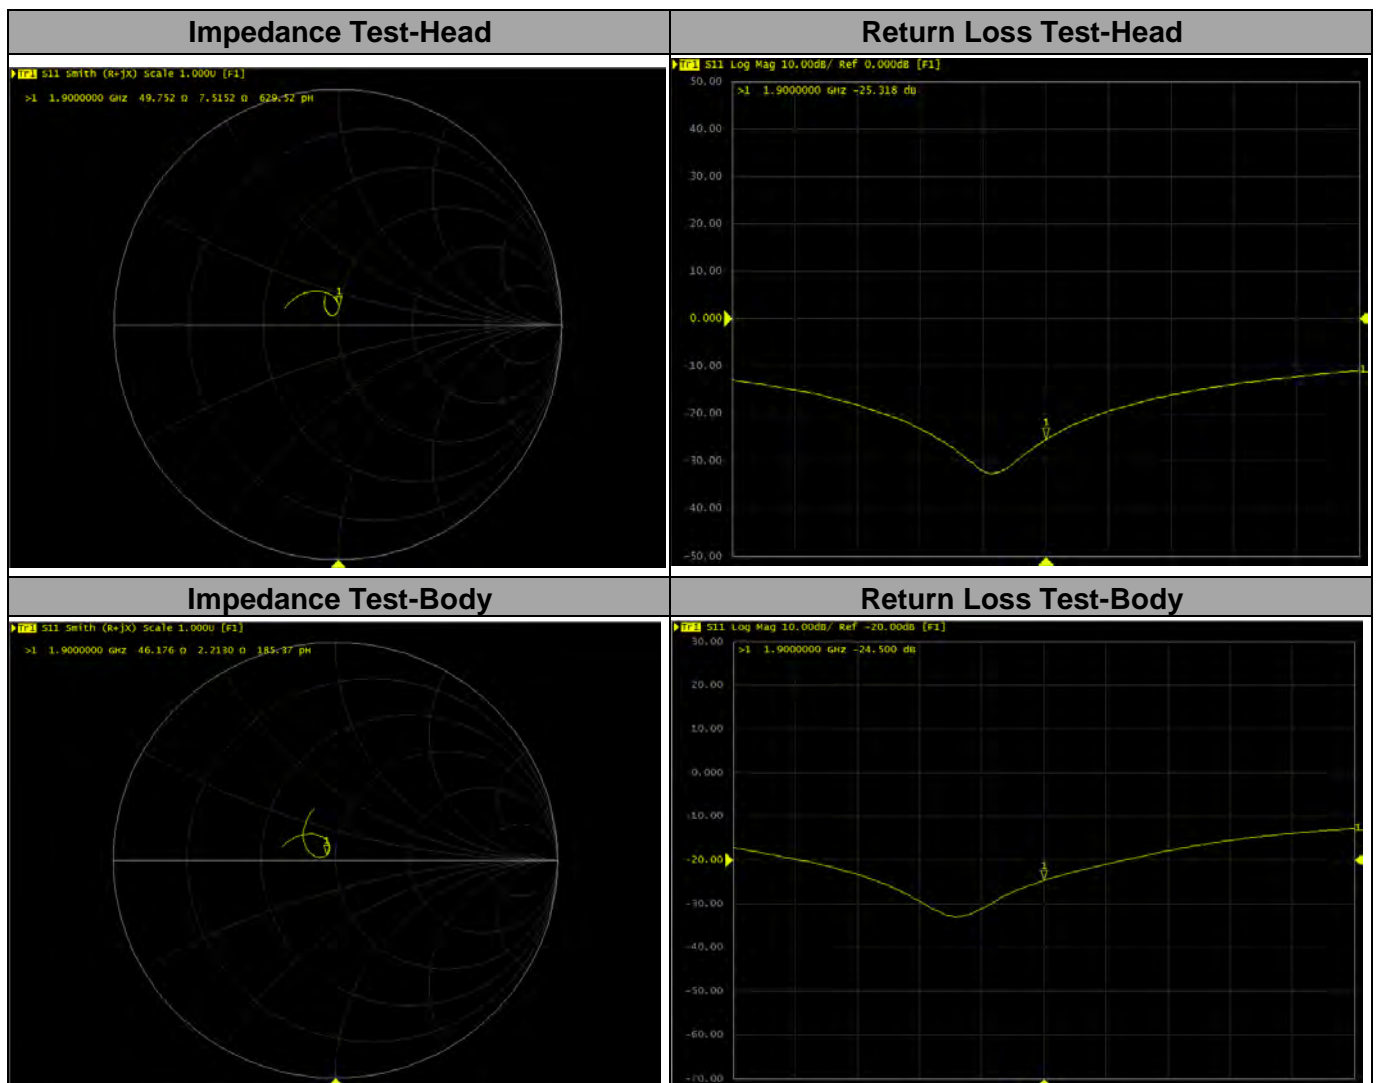 Impedance Test-Head
Return Loss Test-Head
Tr1 S11 Smith (R+jX) Scale 1.000U [F1]
>1 1.9000000 GHz 49.752 Ω 7.5152 Ω 629.52 pH
1
Tr1 S11 Log Mag 10.00dB/ Ref 0.000dB [F1]
50.00
>1 1.9000000 GHz -25.318 dB
40.00
30.00
20.00
10.00
0.000
-10.00
1
-20.00
1
-30.00
-40.00
-50.00
Impedance Test-Body
Return Loss Test-Body
Tr1 S11 Smith (R+jX) Scale 1.000U [F1]
>1 1.9000000 GHz 46.176 Ω 2.2130 Ω 185.37 pH
1
Tr1 S11 Log Mag 10.00dB/ Ref -20.00dB [F1]
30.00
>1 1.9000000 GHz -24.500 dB
20.00
10.00
0.000
-10.00
1
-20.00
1
-30.00
-40.00
-50.00
-60.00
-70.00